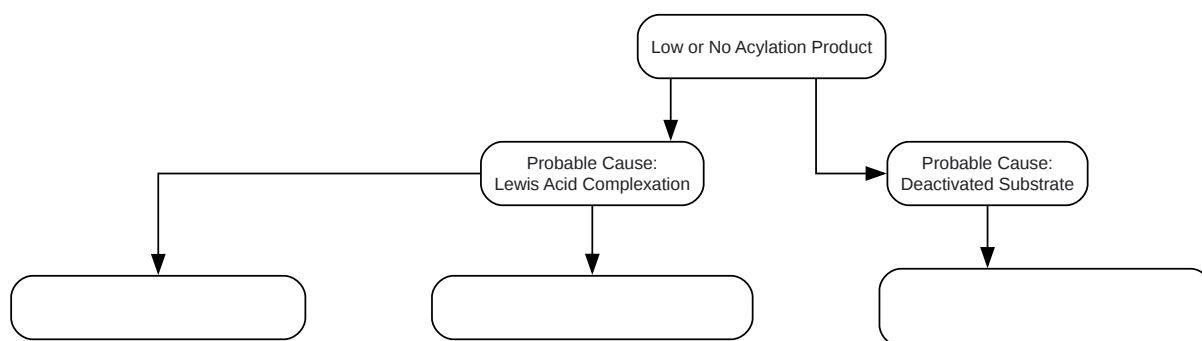 Low or No Acylation Product
Probable Cause:
Lewis Acid Complexation
Probable Cause:
Deactivated Substrate